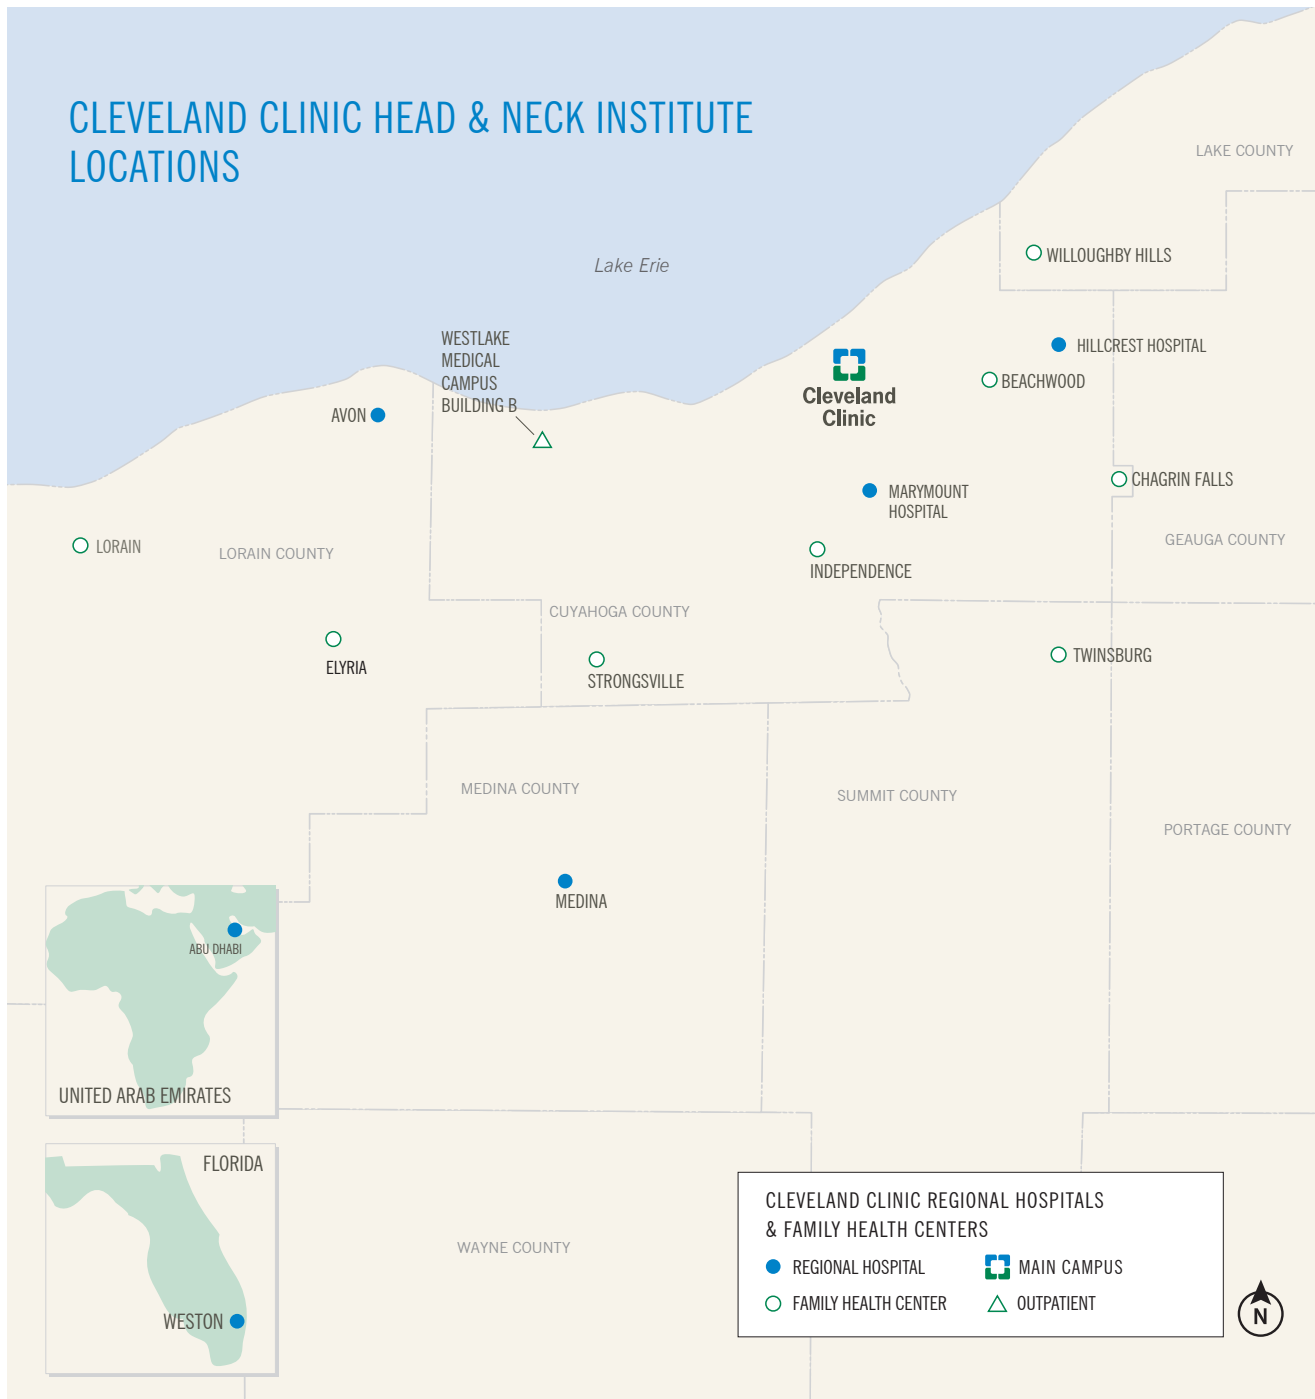 CLEVELAND CLINIC HEAD & NECK INSTITUTE
LOCATIONS
LAKE COUNTY
Lake Erie
WILLOUGHBY HILLS
WESTLAKE
MEDICAL
CAMPUS
BUILDING B
HILLCREST HOSPITAL
BEACHWOOD
Cleveland
Clinic
AVON
CHAGRIN FALLS
MARYMOUNT
HOSPITAL
LORAIN
LORAIN COUNTY
GEAUGA COUNTY
INDEPENDENCE
CUYAHOGA COUNTY
ELYRIA
STRONGSVILLE
TWINSBURG
MEDINA COUNTY
SUMMIT COUNTY
PORTAGE COUNTY
MEDINA
ABU DHABI
UNITED ARAB EMIRATES
FLORIDA
WESTON
WAYNE COUNTY
CLEVELAND CLINIC REGIONAL HOSPITALS
& FAMILY HEALTH CENTERS
REGIONAL HOSPITAL
MAIN CAMPUS
FAMILY HEALTH CENTER
OUTPATIENT
N